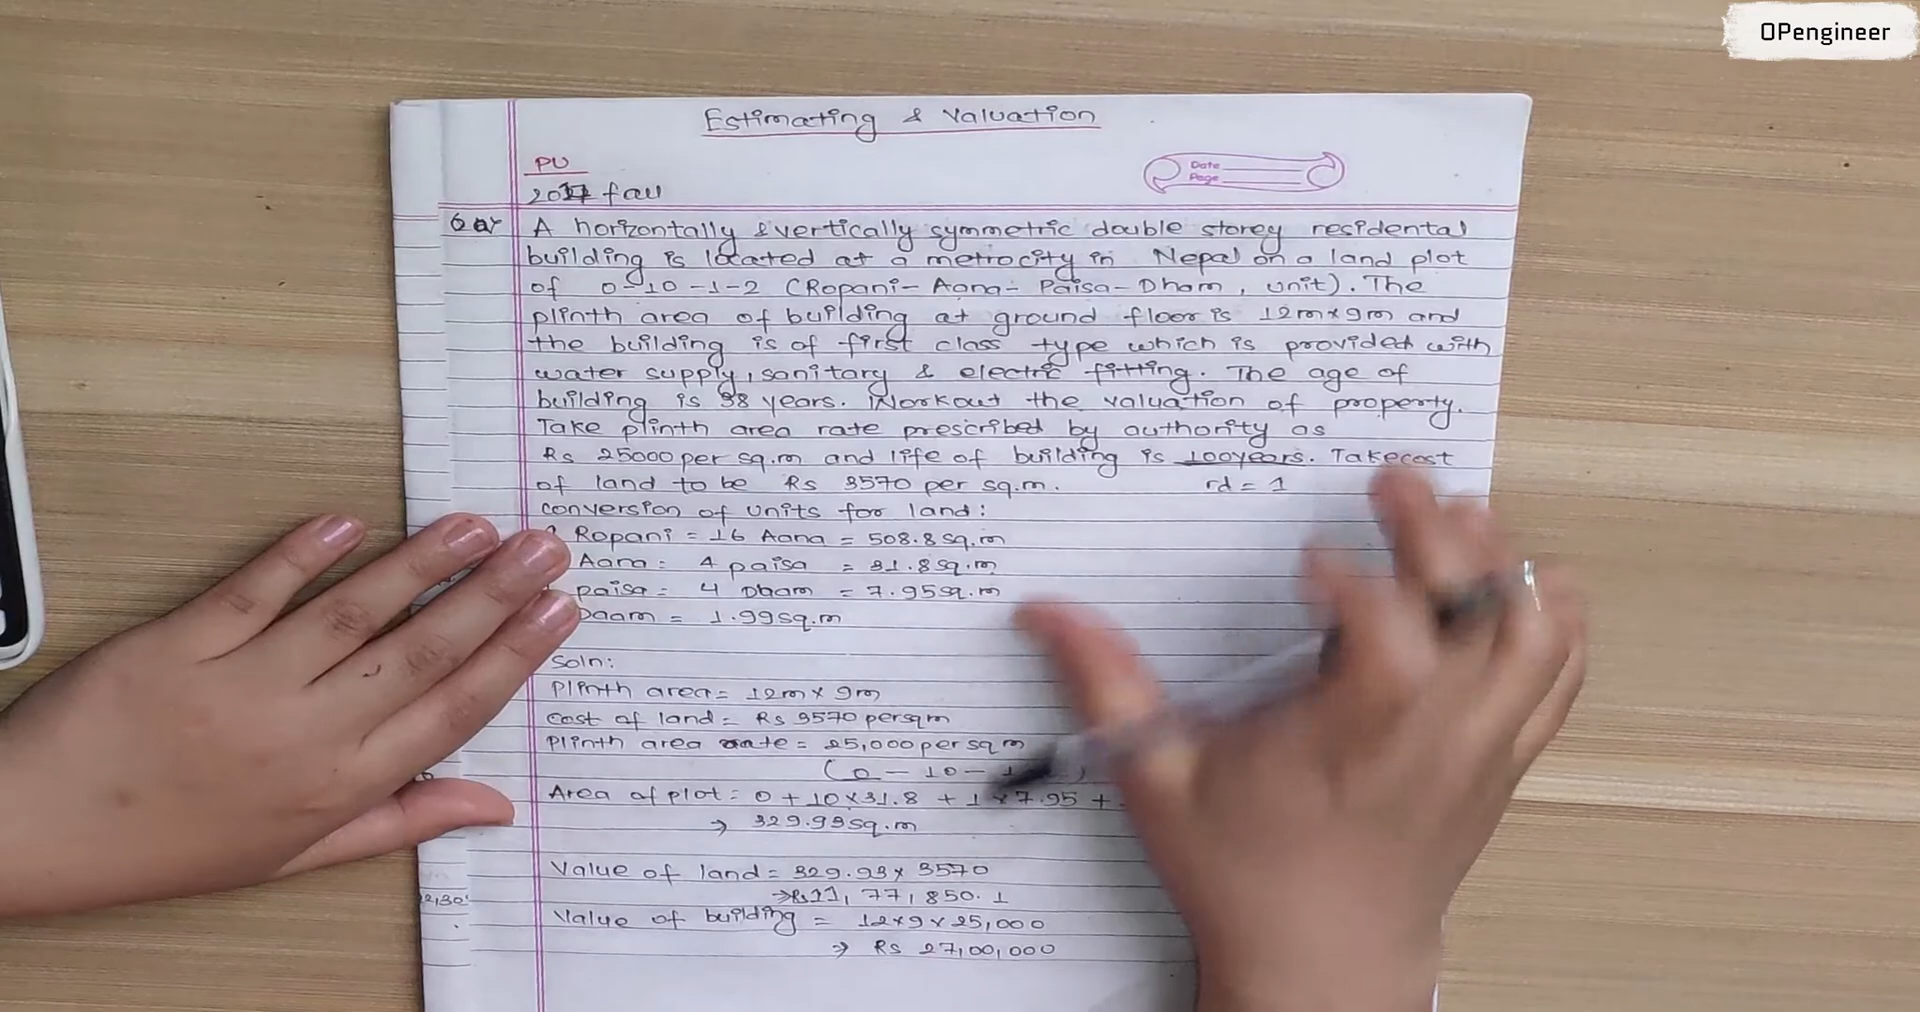 OPengineer
Estimating & Valuation
PU
Date
Page
2017 fall
6 a) A horizontally & vertically symmetric double storey residental
building is located at a metrocity in Nepal on a land plot
of 0-10-1-2 (Ropani- Aana- Paisa- Dham, unit). The
plinth area of building at ground floor is 12m×9m and
the building is of first class type which is provided with
water supply, sanitary & electric fitting. The age of
building is 38 years. Workout the valuation of property.
Take plinth area rate prescribed by authority as
Rs 25000 per sq.m and life of building is 100years. Take cost
of land to be Rs 3570 per sq.m. rd = 1
conversion of units for land:
Ropani = 16 Aana = 508.8 sq.m
Aana = 4 paisa = 31.8 sq.m
paisa = 4 Dham = 7.95 sq.m
Daam = 1.99 sq.m
Soln:
Plinth area = 12m × 9m
cost of land = Rs 3570 per sq m
Plinth area rate = 25,000 per sq m
(0 - 10 - 1
Area of plot = 0 + 10×31.8 + 1×7.95 +
→ 329.93 sq.m
Value of land = 329.93 × 3570
→ Rs 11,77,850.1
2,30
Value of building = 12×9×25,000
→ Rs 27,00,000